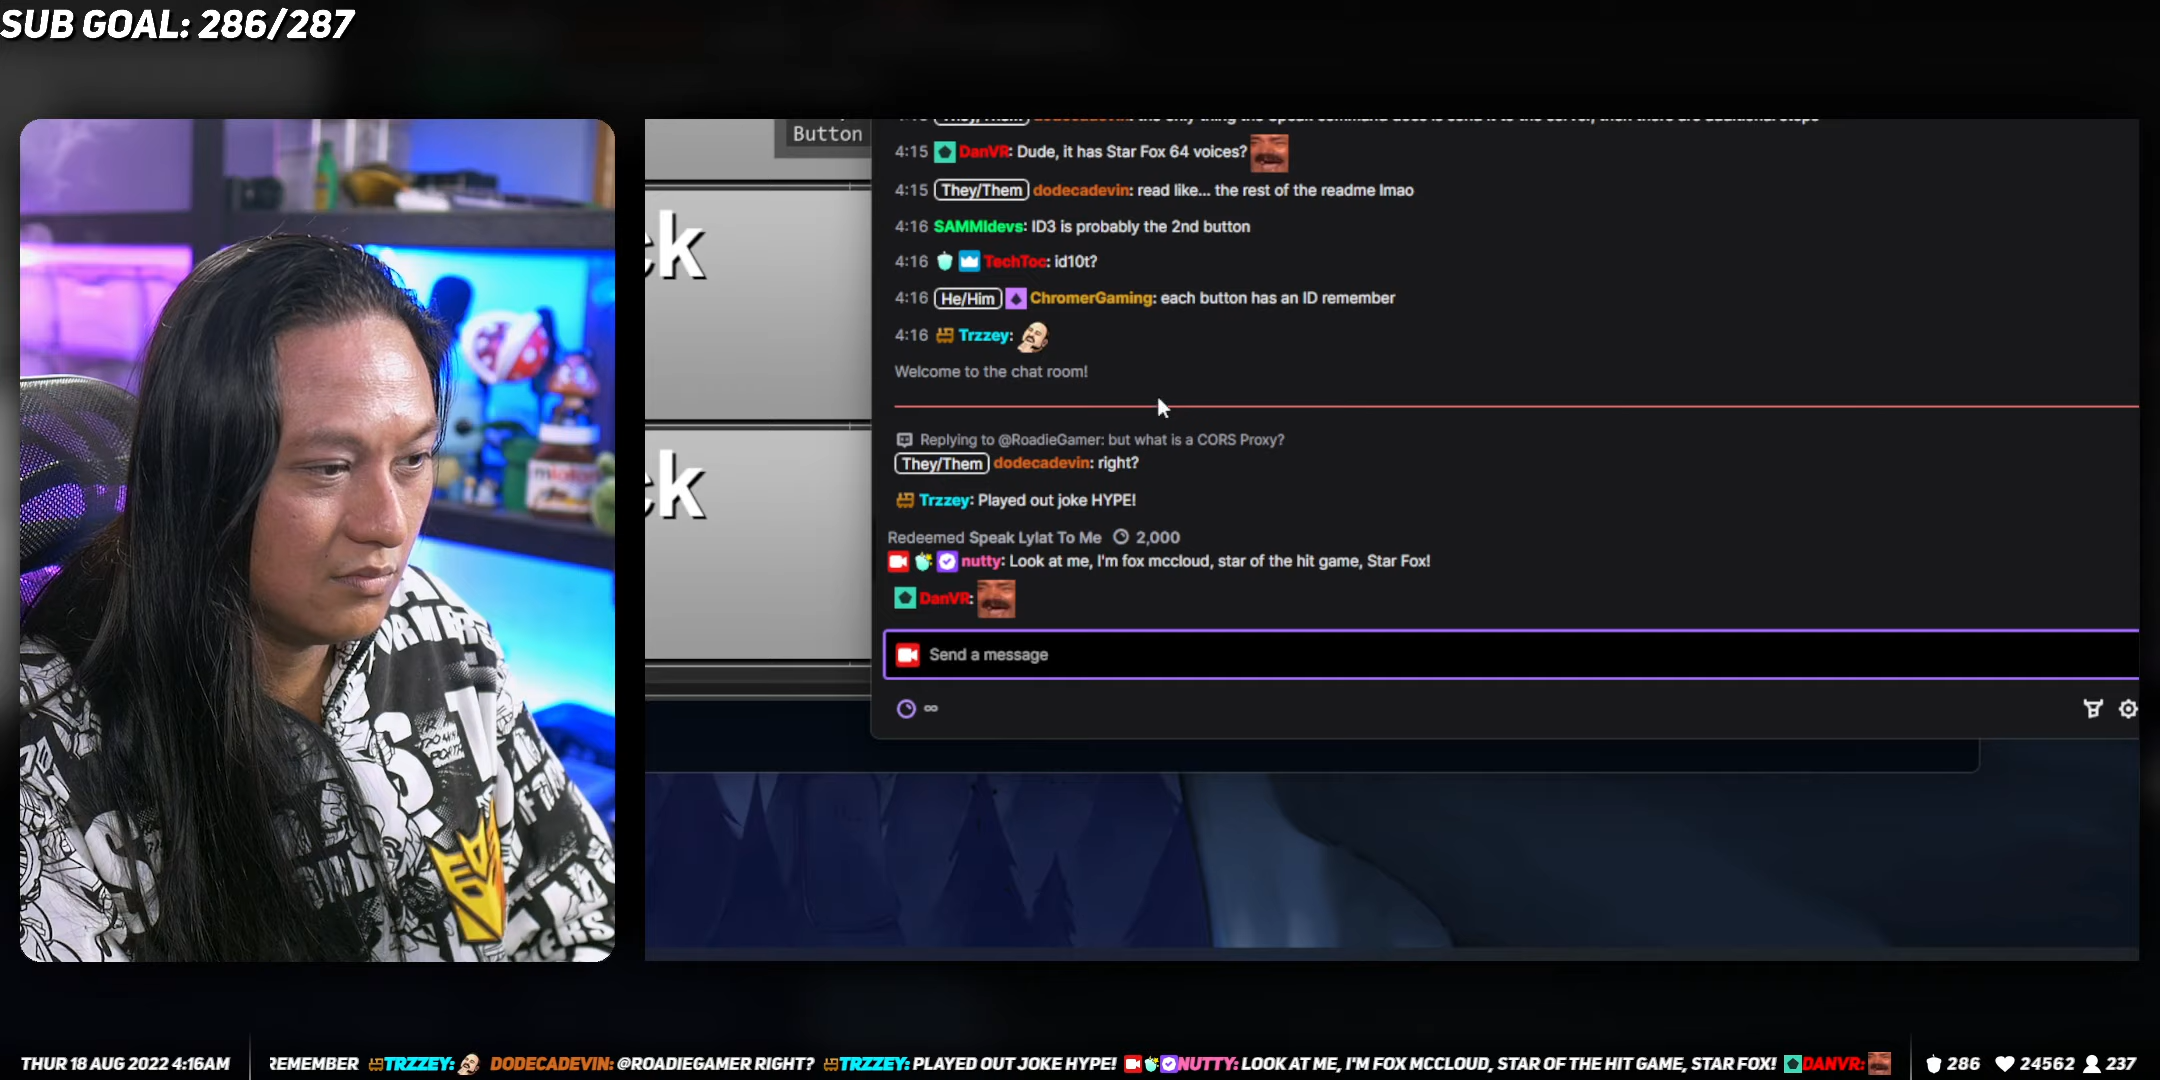 SUB GOAL: 286/287
Button
ck
ck
4:15 DanVR: Dude, it has Star Fox 64 voices?
4:15 They/Them dodecadevin: read like... the rest of the readme lmao
4:16 SAMMIdevs: ID3 is probably the 2nd button
4:16 TechToc: id10t?
4:16 He/Him ChromerGaming: each button has an ID remember
4:16 Trzzey:
Welcome to the chat room!
Replying to @RoadieGamer: but what is a CORS Proxy?
They/Them dodecadevin: right?
Trzzey: Played out joke HYPE!
Redeemed Speak Lylat To Me 2,000
nutty: Look at me, I'm fox mccloud, star of the hit game, Star Fox!
DanVR:
Send a message
∞
THUR 18 AUG 2022 4:16AM REMEMBER TRZZEY: DODECADEVIN: @ROADIEGAMER RIGHT? TRZZEY: PLAYED OUT JOKE HYPE! NUTTY: LOOK AT ME, I'M FOX MCCLOUD, STAR OF THE HIT GAME, STAR FOX! DANVR: 286 24562 237